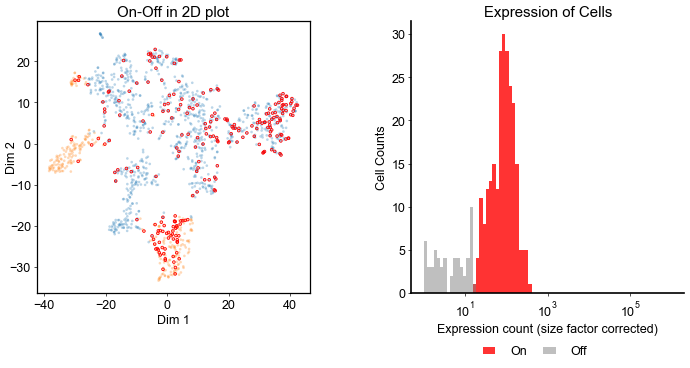 On-Off in 2D plot
Dim 2
20
10
0
−10
−20
−30
−40
−20
0
20
40
Dim 1
Expression of Cells
Cell Counts
30
25
20
15
10
5
0
10¹
10³
10⁵
Expression count (size factor corrected)
On
Off